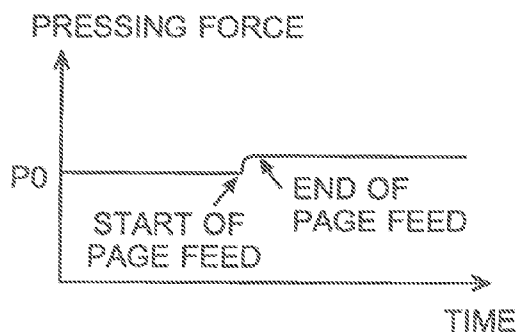 PRESSING FORCE
P0
START OF
PAGE FEED
END OF
PAGE FEED
TIME